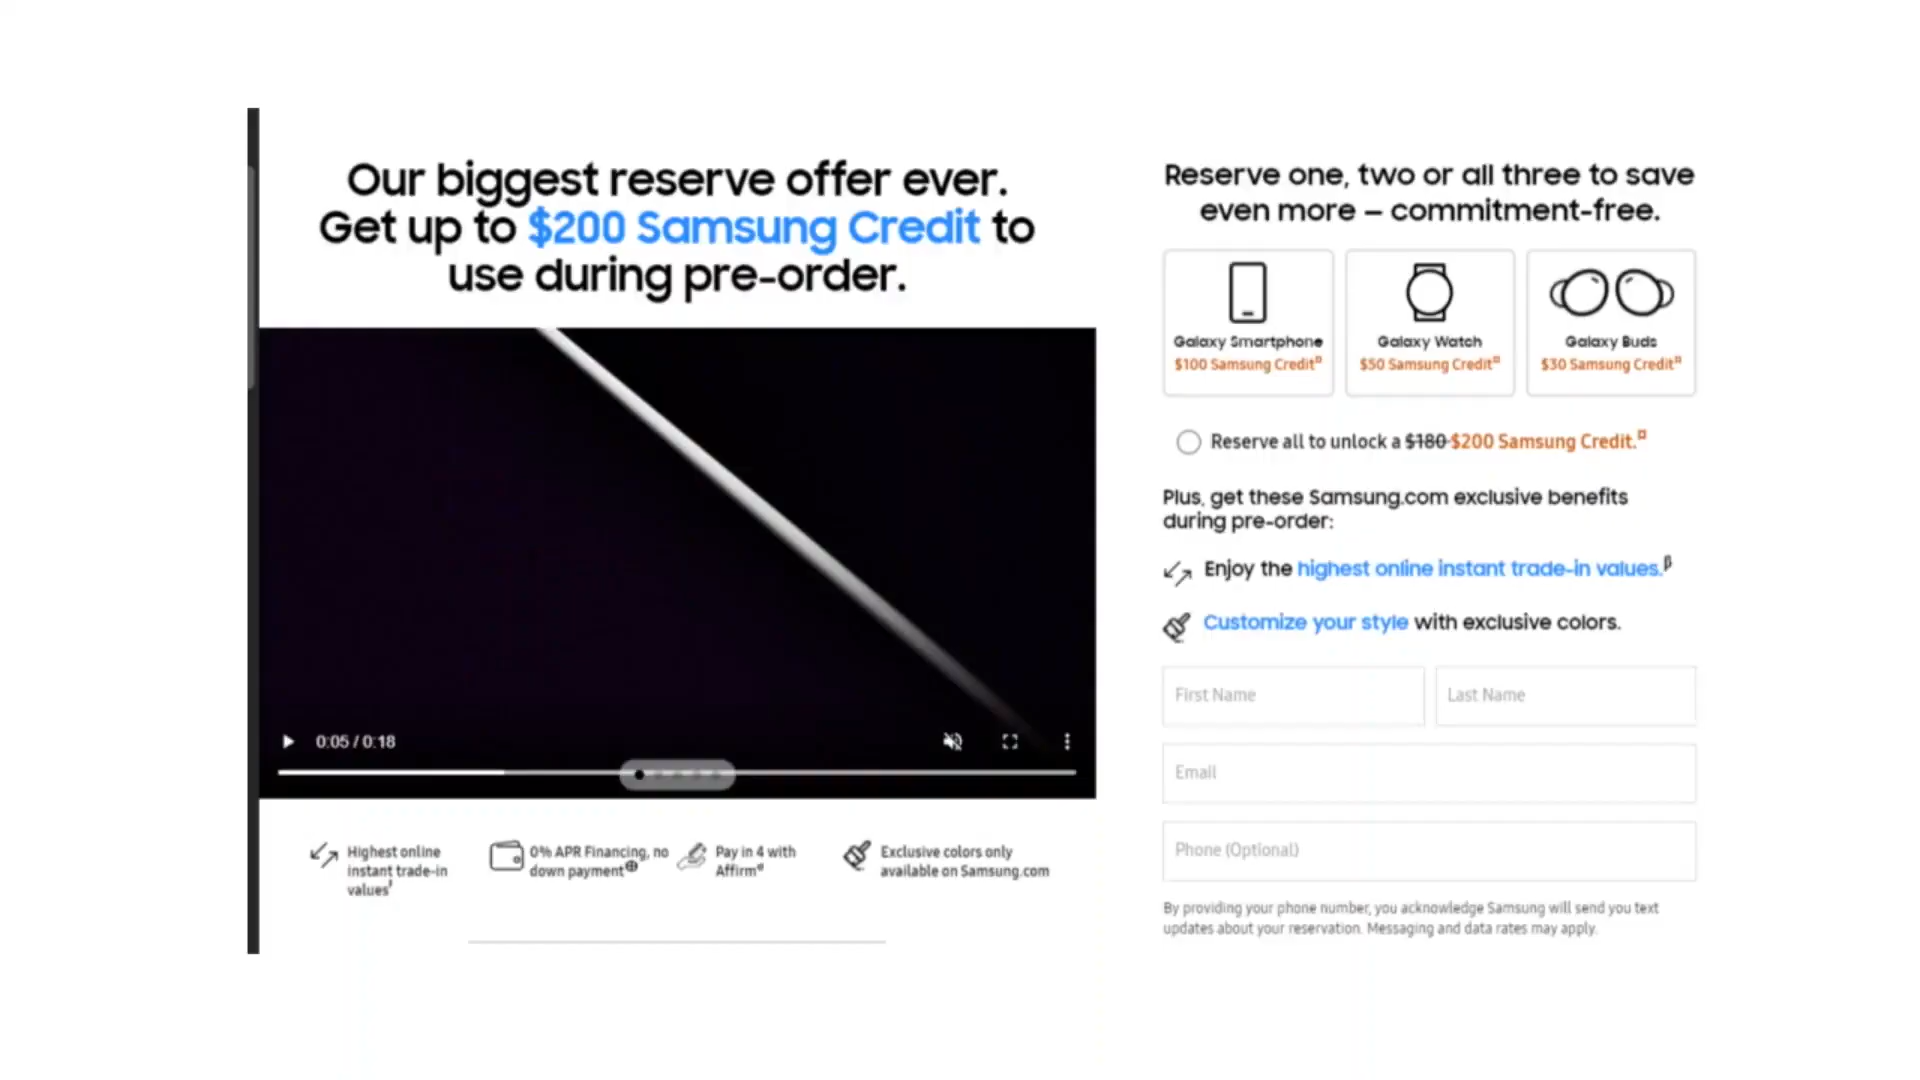 Our biggest reserve offer ever.
Get up to $200 Samsung Credit to
use during pre-order.
0:05 / 0:18
Highest online
instant trade-in
values
0% APR Financing, no
down payment⊕
Pay in 4 with
Affirm
Exclusive colors only
available on Samsung.com
Reserve one, two or all three to save
even more – commitment-free.
Galaxy Smartphone
$100 Samsung Credit¤
Galaxy Watch
$50 Samsung Credit¤
Galaxy Buds
$30 Samsung Credit¤
Reserve all to unlock a $180 $200 Samsung Credit.¤
Plus, get these Samsung.com exclusive benefits
during pre-order:
Enjoy the highest online instant trade-in values.β
Customize your style with exclusive colors.
First Name
Last Name
Email
Phone (Optional)
By providing your phone number, you acknowledge Samsung will send you text
updates about your reservation. Messaging and data rates may apply.